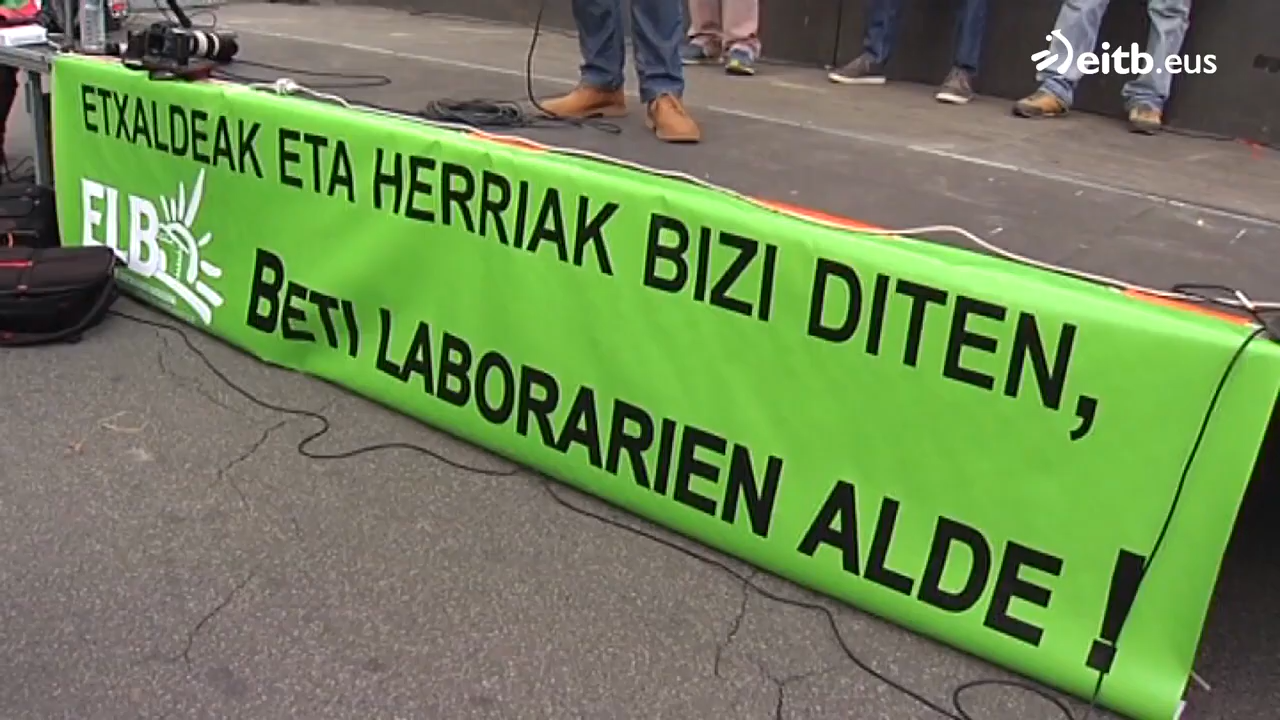 eitb.eus
ETXALDEAK ETA HERRIAK BIZI DITEN,
ELB
BETI LABORARIEN ALDE !